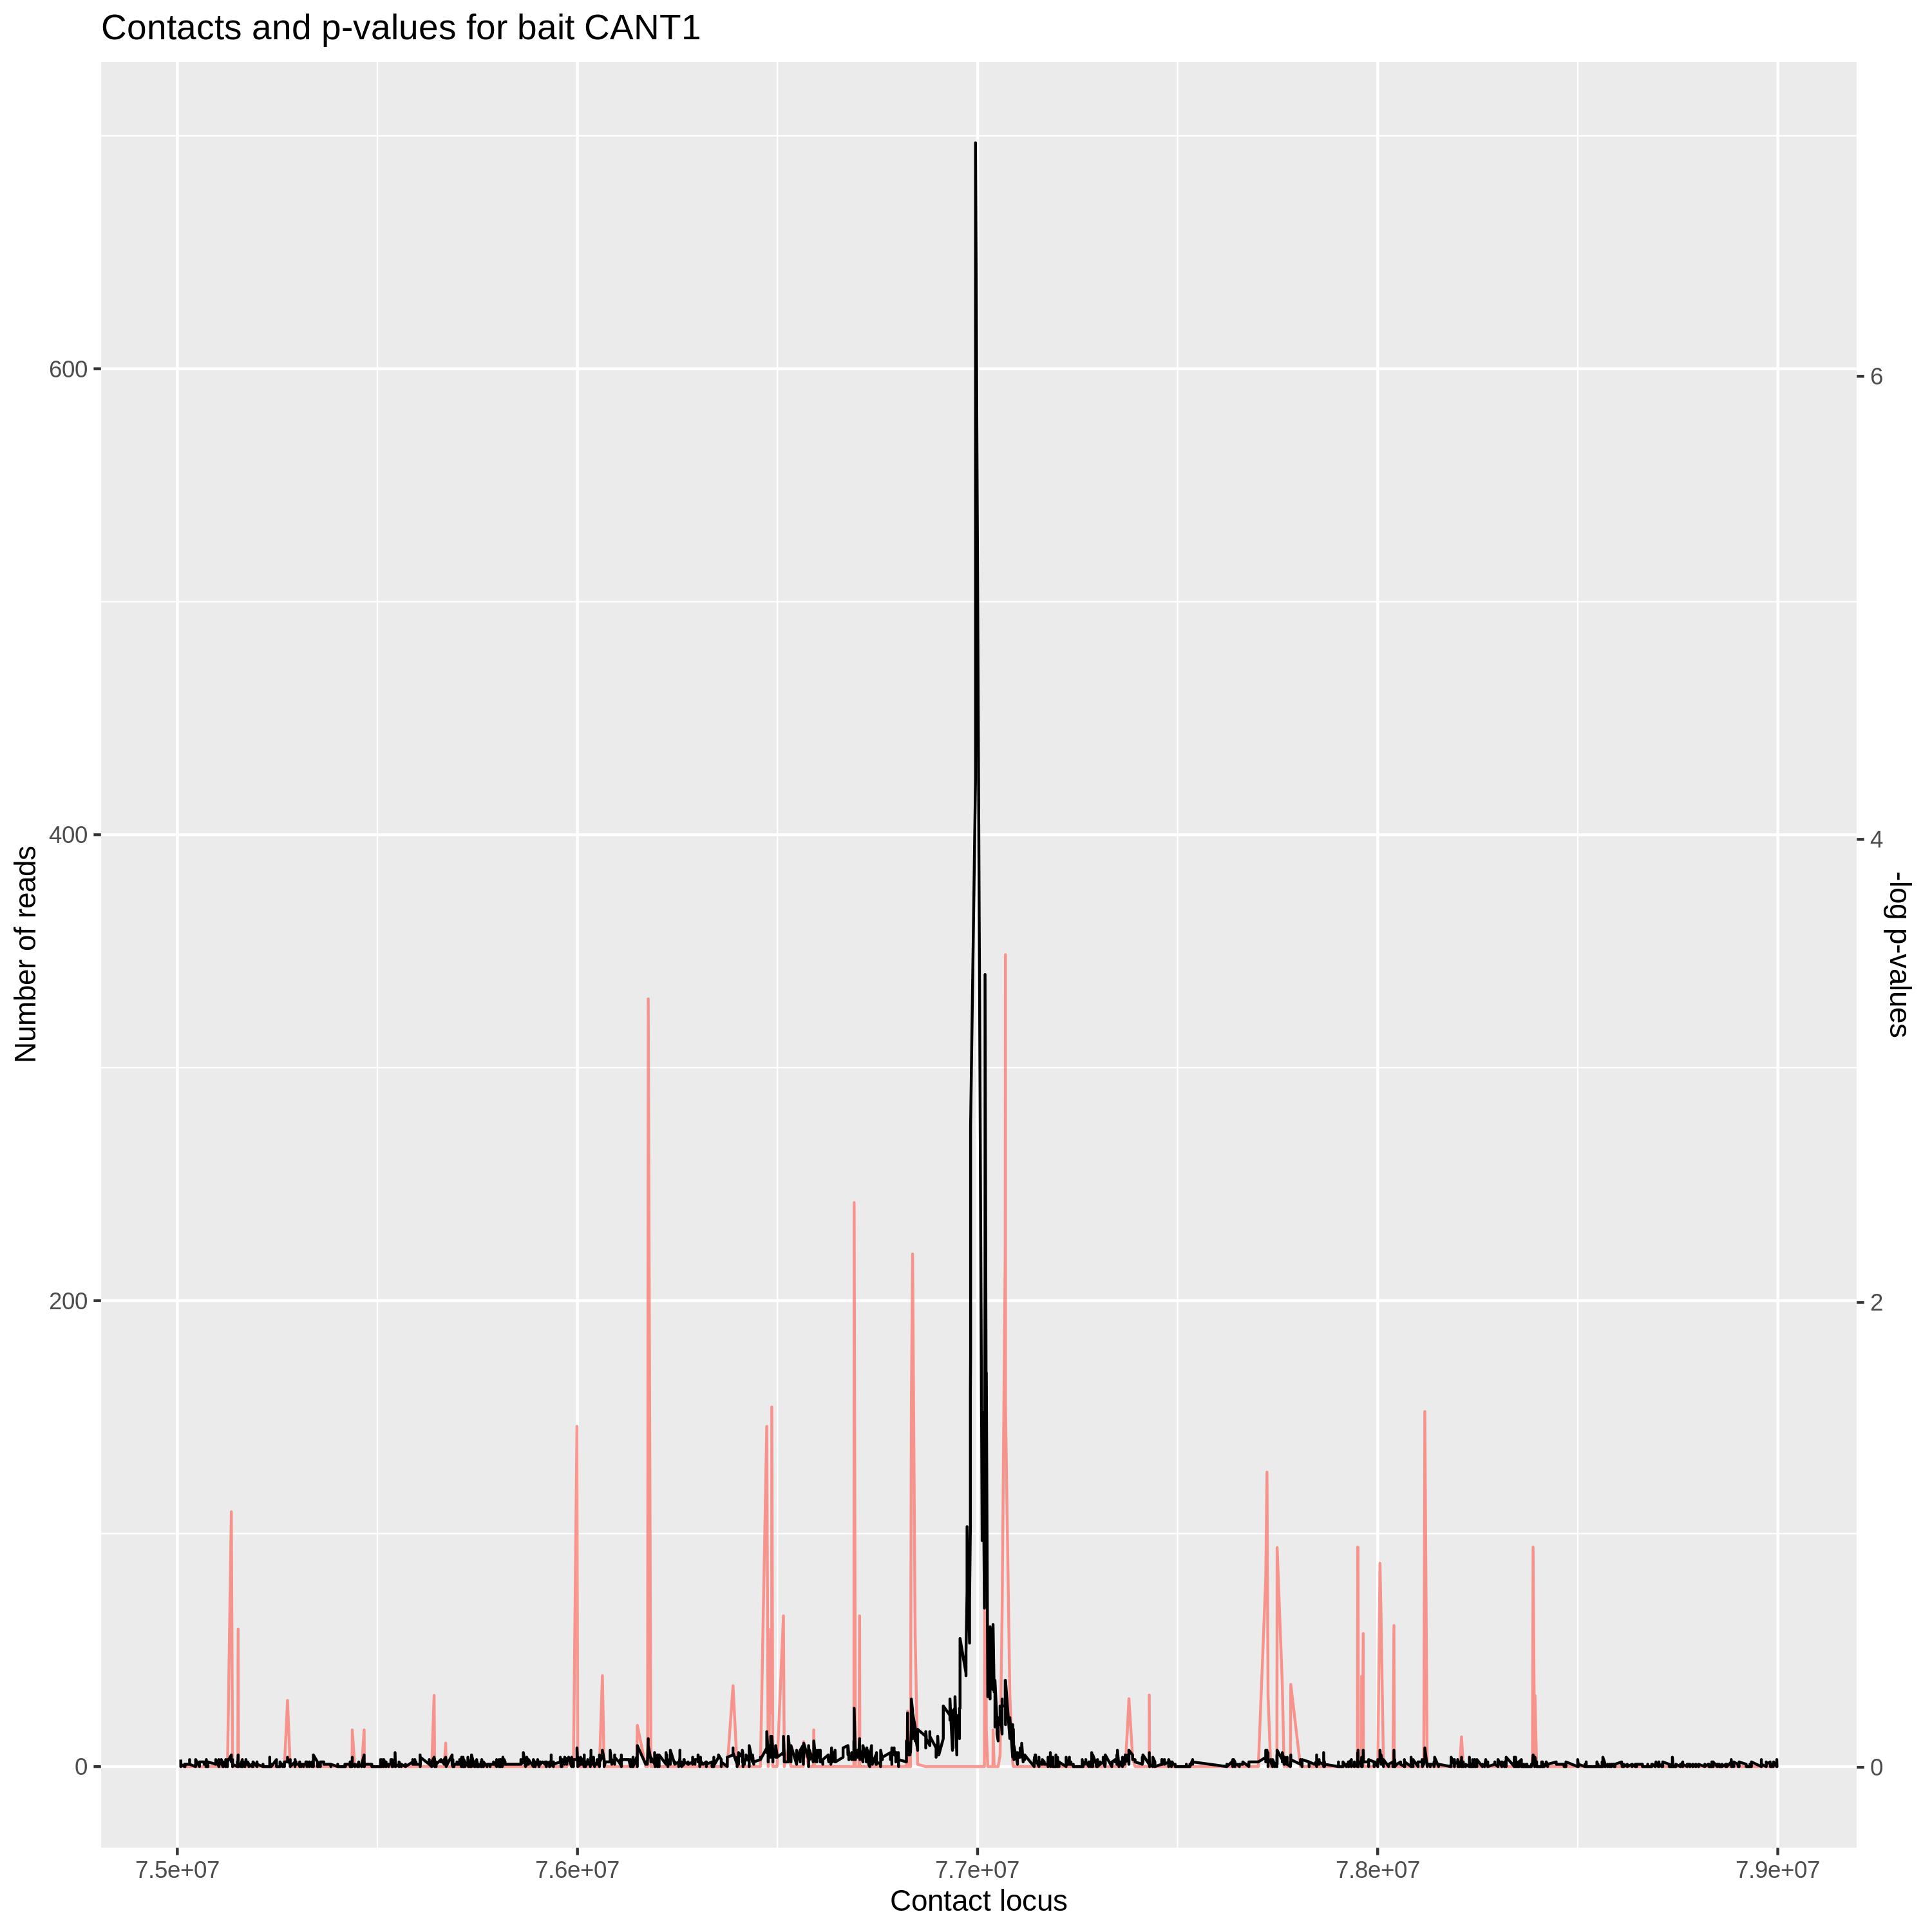 Contacts and p-values for bait CANT1
600
400
200
0
Number of reads
6
4
2
0
-log p-values
7.5e+07 7.6e+07 7.7e+07 7.8e+07 7.9e+07
Contact locus